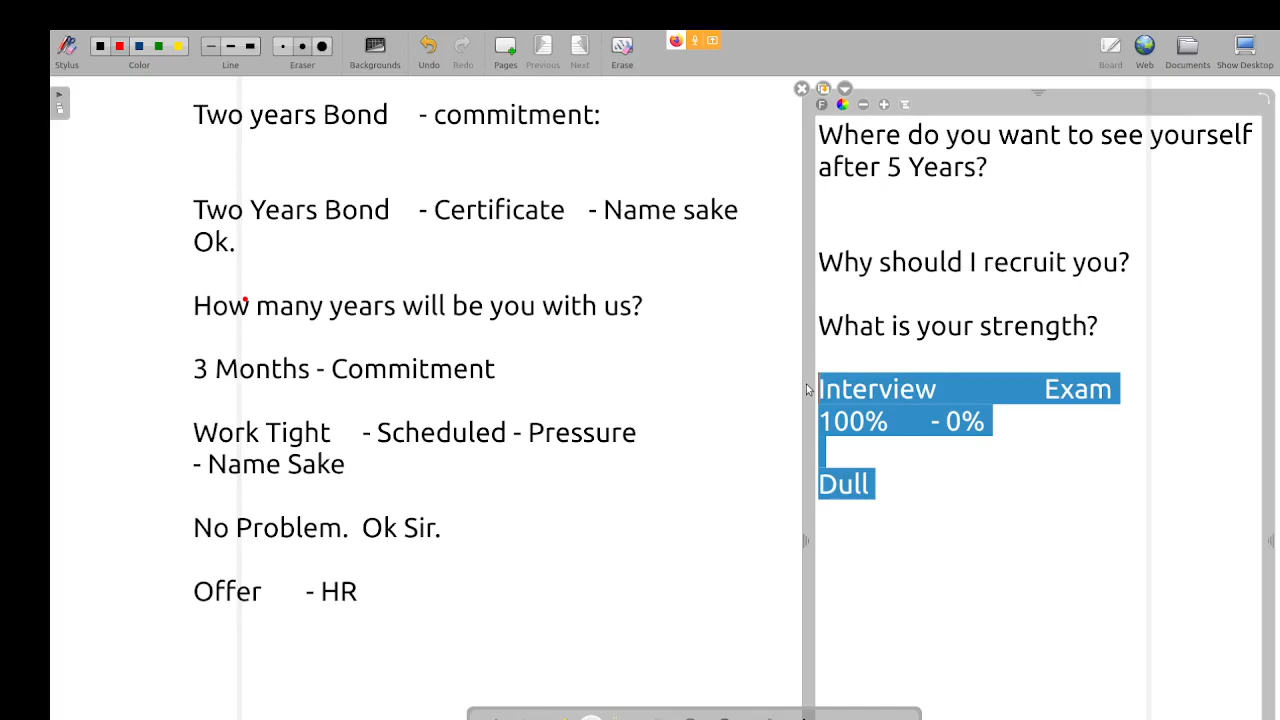 Stylus
Color
Line
Eraser
Backgrounds
Undo
Redo
Pages
Previous
Next
Erase
Board
Web
Documents
Show Desktop
Two years Bond - commitment:
Two Years Bond - Certificate - Name sake
Ok.
How many years will be you with us?
3 Months - Commitment
Work Tight - Scheduled - Pressure
- Name Sake
No Problem. Ok Sir.
Offer - HR
F
Where do you want to see yourself
after 5 Years?
Why should I recruit you?
What is your strength?
Interview Exam
100% - 0%
Dull